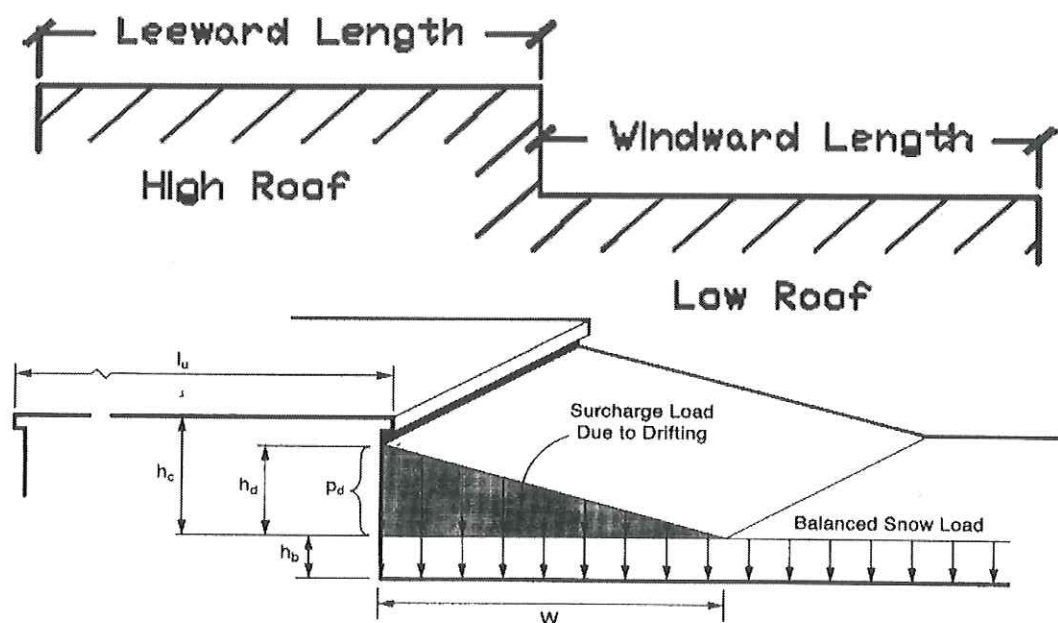 Leeward Length
Windward Length
High Roof
Low Roof
lu
Surcharge Load
Due to Drifting
hc
hd
pd
Balanced Snow Load
hb
W